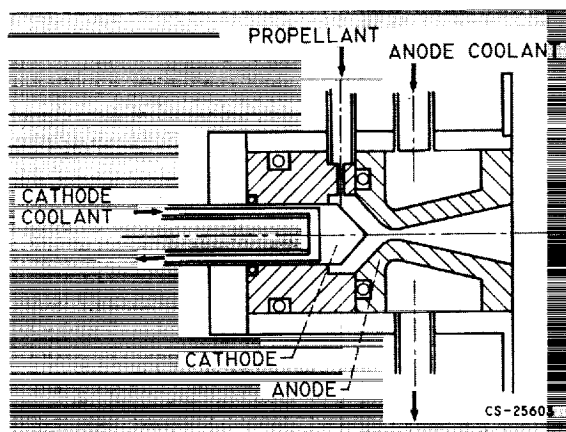 PROPELLANT
ANODE COOLANT
CATHODE
COOLANT
CATHODE
ANODE
CS-25603